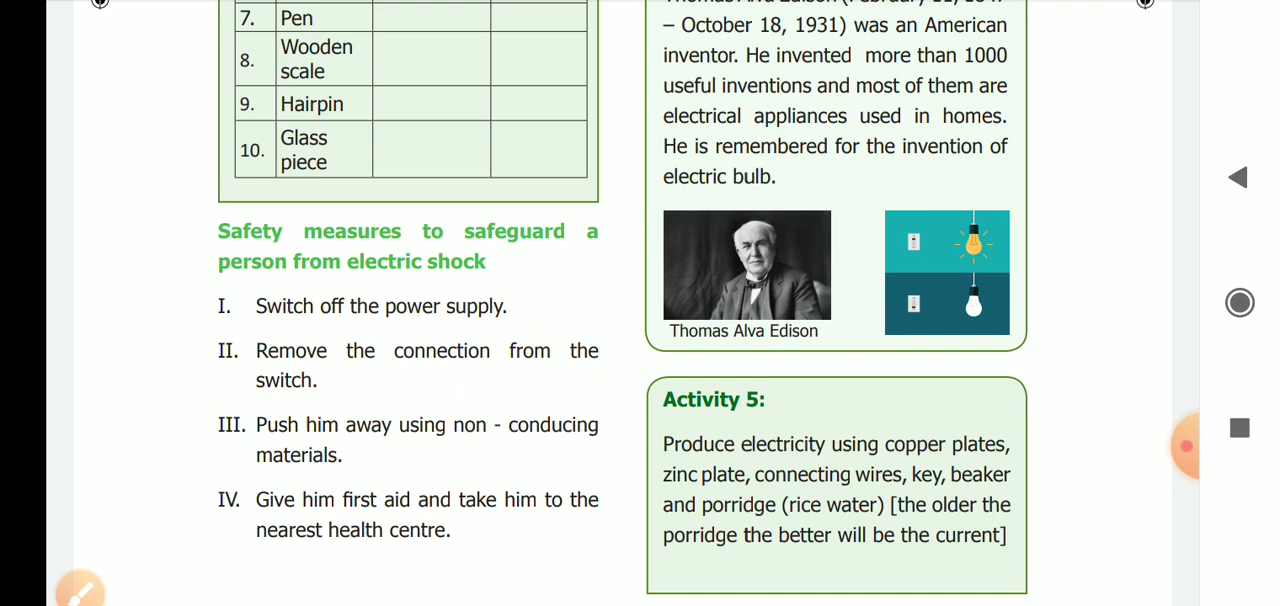 7. Pen
8. Wooden
scale
9. Hairpin
10. Glass
piece
Safety measures to safeguard a
person from electric shock
I. Switch off the power supply.
II. Remove the connection from the
switch.
III. Push him away using non - conducing
materials.
IV. Give him first aid and take him to the
nearest health centre.
– October 18, 1931) was an American
inventor. He invented more than 1000
useful inventions and most of them are
electrical appliances used in homes.
He is remembered for the invention of
electric bulb.
Thomas Alva Edison
Activity 5:
Produce electricity using copper plates,
zinc plate, connecting wires, key, beaker
and porridge (rice water) [the older the
porridge the better will be the current]